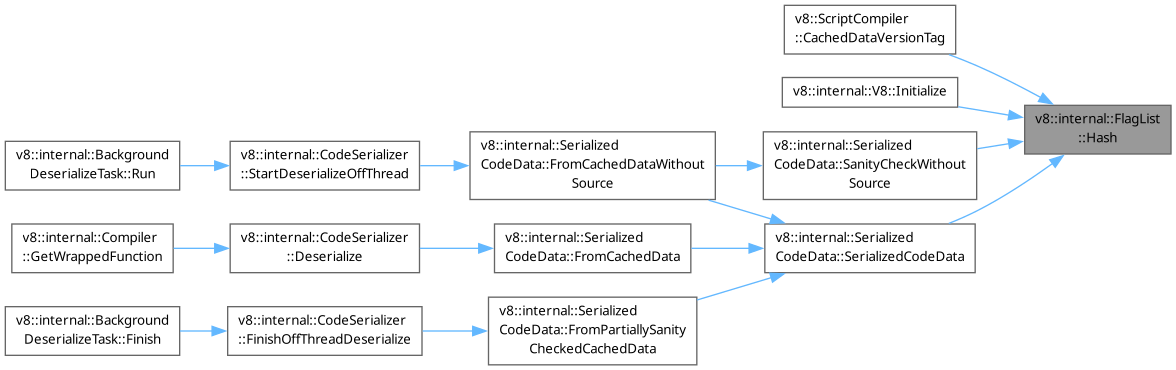 v8::ScriptCompiler
::CachedDataVersionTag
v8::internal::V8::Initialize
v8::internal::FlagList
::Hash
v8::internal::Background
DeserializeTask::Run
v8::internal::CodeSerializer
::StartDeserializeOffThread
v8::internal::Serialized
CodeData::FromCachedDataWithout
Source
v8::internal::Serialized
CodeData::SanityCheckWithout
Source
v8::internal::Compiler
::GetWrappedFunction
v8::internal::CodeSerializer
::Deserialize
v8::internal::Serialized
CodeData::FromCachedData
v8::internal::Serialized
CodeData::SerializedCodeData
v8::internal::Background
DeserializeTask::Finish
v8::internal::CodeSerializer
::FinishOffThreadDeserialize
v8::internal::Serialized
CodeData::FromPartiallySanity
CheckedCachedData